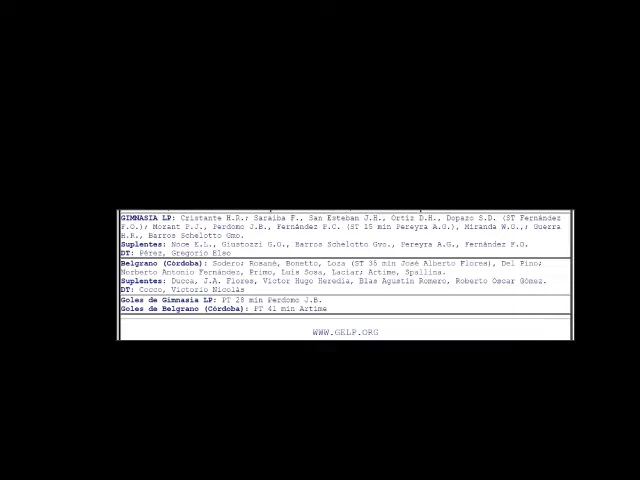 GIMNASIA LP: Cristante H.R.; Saraiba F., San Esteban J.H., Ortiz D.H., Dopazo S.D. (ST Fernández
F.O.); Morant P.J., Perdomo J.B., Fernández P.C. (ST 15 min Pereyra A.G.), Miranda W.G.,; Guerra
H.R., Barros Schelotto Gmo.
Suplentes: Noce E.L., Giustozzi G.O., Barros Schelotto Gvo., Pereyra A.G., Fernández F.O.
DT: Pérez, Gregorio Elso
Belgrano (Córdoba): Sodero; Rosané, Bonetto, Loza (ST 36 min José Alberto Flores), Del Pino;
Norberto Antonio Fernández, Primo, Luis Sosa, Laciar; Artime, Spallina.
Suplentes: Ducca, J.A. Flores, Victor Hugo Heredia, Blas Agustín Romero, Roberto Oscar Gómez.
DT: Cocco, Victorio Nicolás
Goles de Gimnasia LP: PT 28 min Perdomo J.B.
Goles de Belgrano (Córdoba): PT 41 min Artime
WWW.GELP.ORG